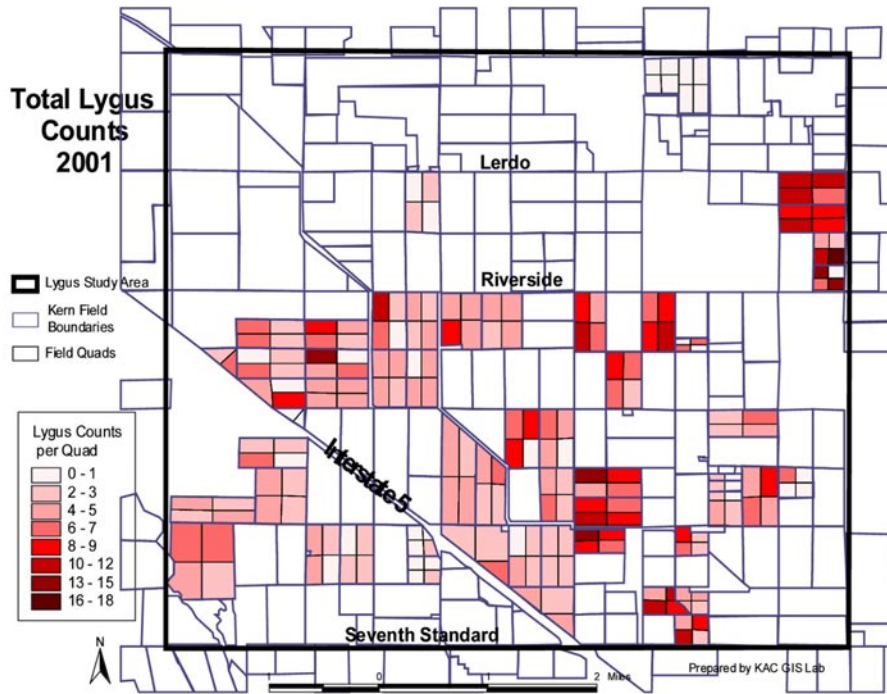 Total Lygus
Counts
2001
Lerdo
Riverside
Lygus Study Area
Kern Field
Boundaries
Field Quads
Lygus Counts
per Quad
0 - 1
2 - 3
4 - 5
6 - 7
8 - 9
10 - 12
13 - 15
16 - 18
Interstate 5
Seventh Standard
N
Prepared by KAC GIS Lab
1 0 1 2 Miles